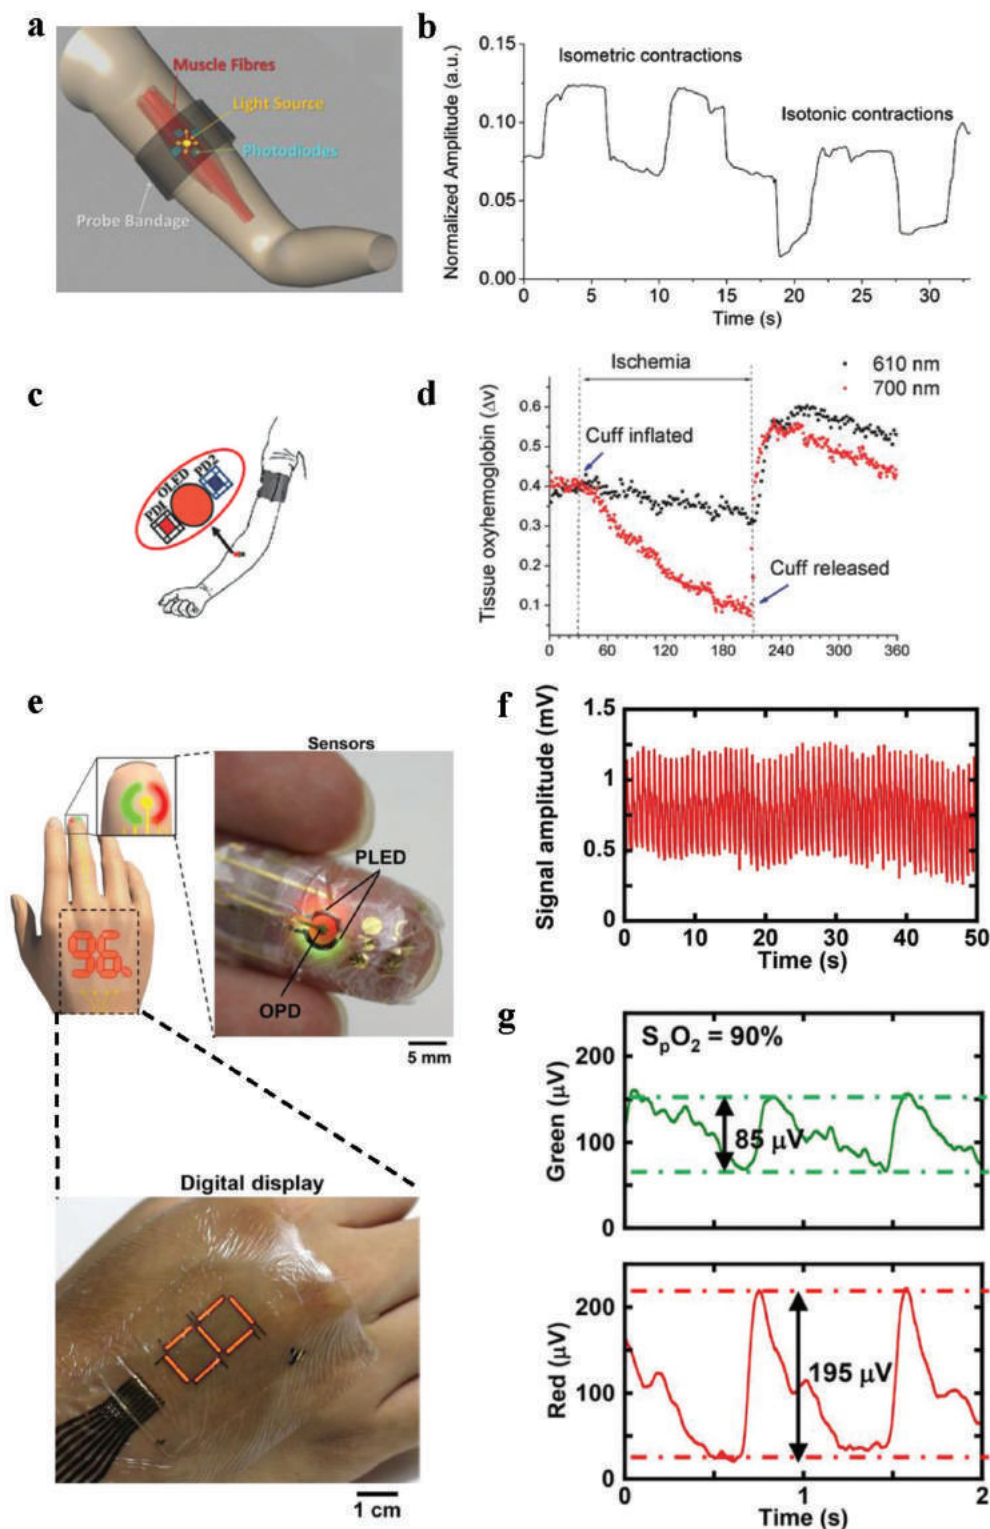 a
Muscle Fibres
Light Source
Photodiodes
Probe Bandage
b
Normalized Amplitude (a.u.)
0.15
0.10
0.05
0.00
Isometric contractions
Isotonic contractions
0 5 10 15 20 25 30
Time (s)
c
PD1
OLED
PD2
d
Tissue oxyhemoglobin (Δv)
0.6
0.5
0.4
0.3
0.2
0.1
Ischemia
610 nm
700 nm
Cuff inflated
Cuff released
0 60 120 180 240 300 360
e
Sensors
PLED
OPD
5 mm
96%
Digital display
1 cm
f
Signal amplitude (mV)
1.5
1
0.5
0
0 10 20 30 40 50
Time (s)
g
SpO2 = 90%
Green (µV)
200
100
0
85 µV
Red (µV)
200
100
0
195 µV
0 1 2
Time (s)